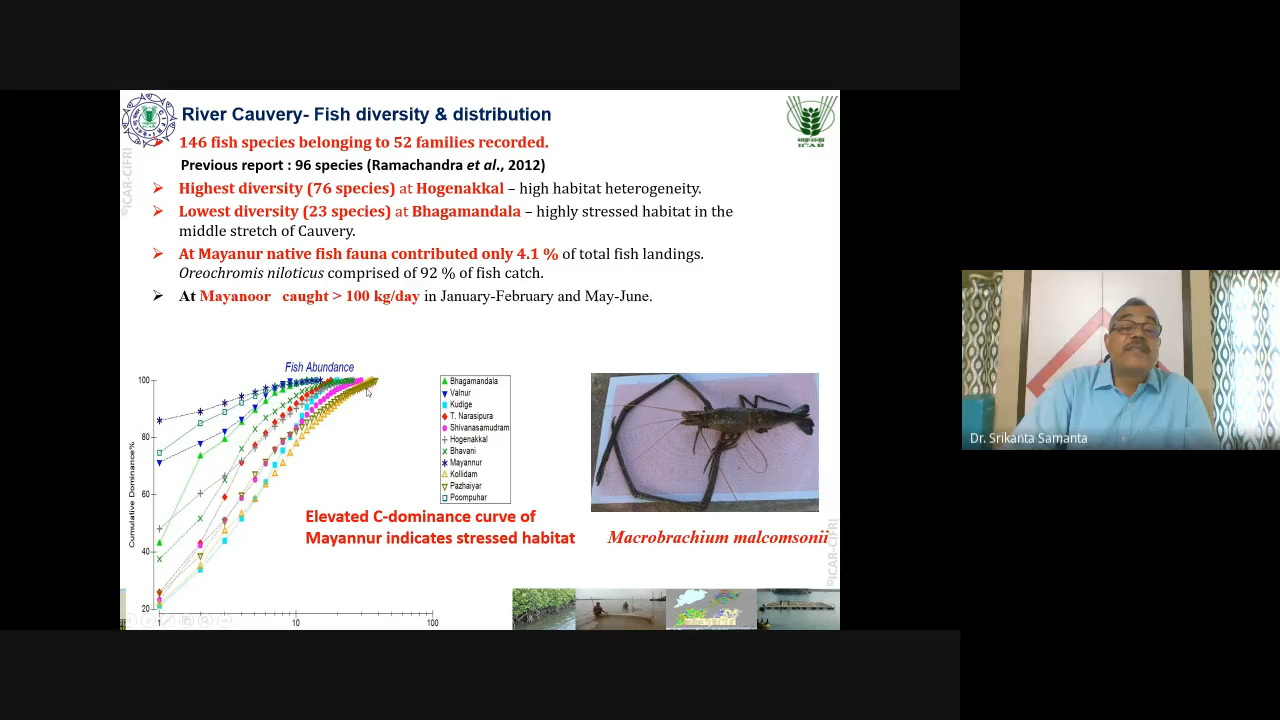 River Cauvery- Fish diversity & distribution
146 fish species belonging to 52 families recorded.
Previous report : 96 species (Ramachandra et al., 2012)
Highest diversity (76 species) at Hogenakkal – high habitat heterogeneity.
Lowest diversity (23 species) at Bhagamandala – highly stressed habitat in the
middle stretch of Cauvery.
At Mayanur native fish fauna contributed only 4.1 % of total fish landings.
Oreochromis niloticus comprised of 92 % of fish catch.
At Mayanoor caught > 100 kg/day in January-February and May-June.
©ICAR-CIFRI
ICAR
Fish Abundance
Cumulative Dominance%
100
80
60
40
20
1
10
100
Bhagamandala
Valnur
Kudige
T. Narasipura
Shivanasamudram
Hogenakkal
Bhavani
Mayannur
Kollidam
Pazhaiyar
Poompuhar
Elevated C-dominance curve of
Mayannur indicates stressed habitat
Macrobrachium malcomsonii
©ICAR-CIFRI
Dr. Srikanta Samanta